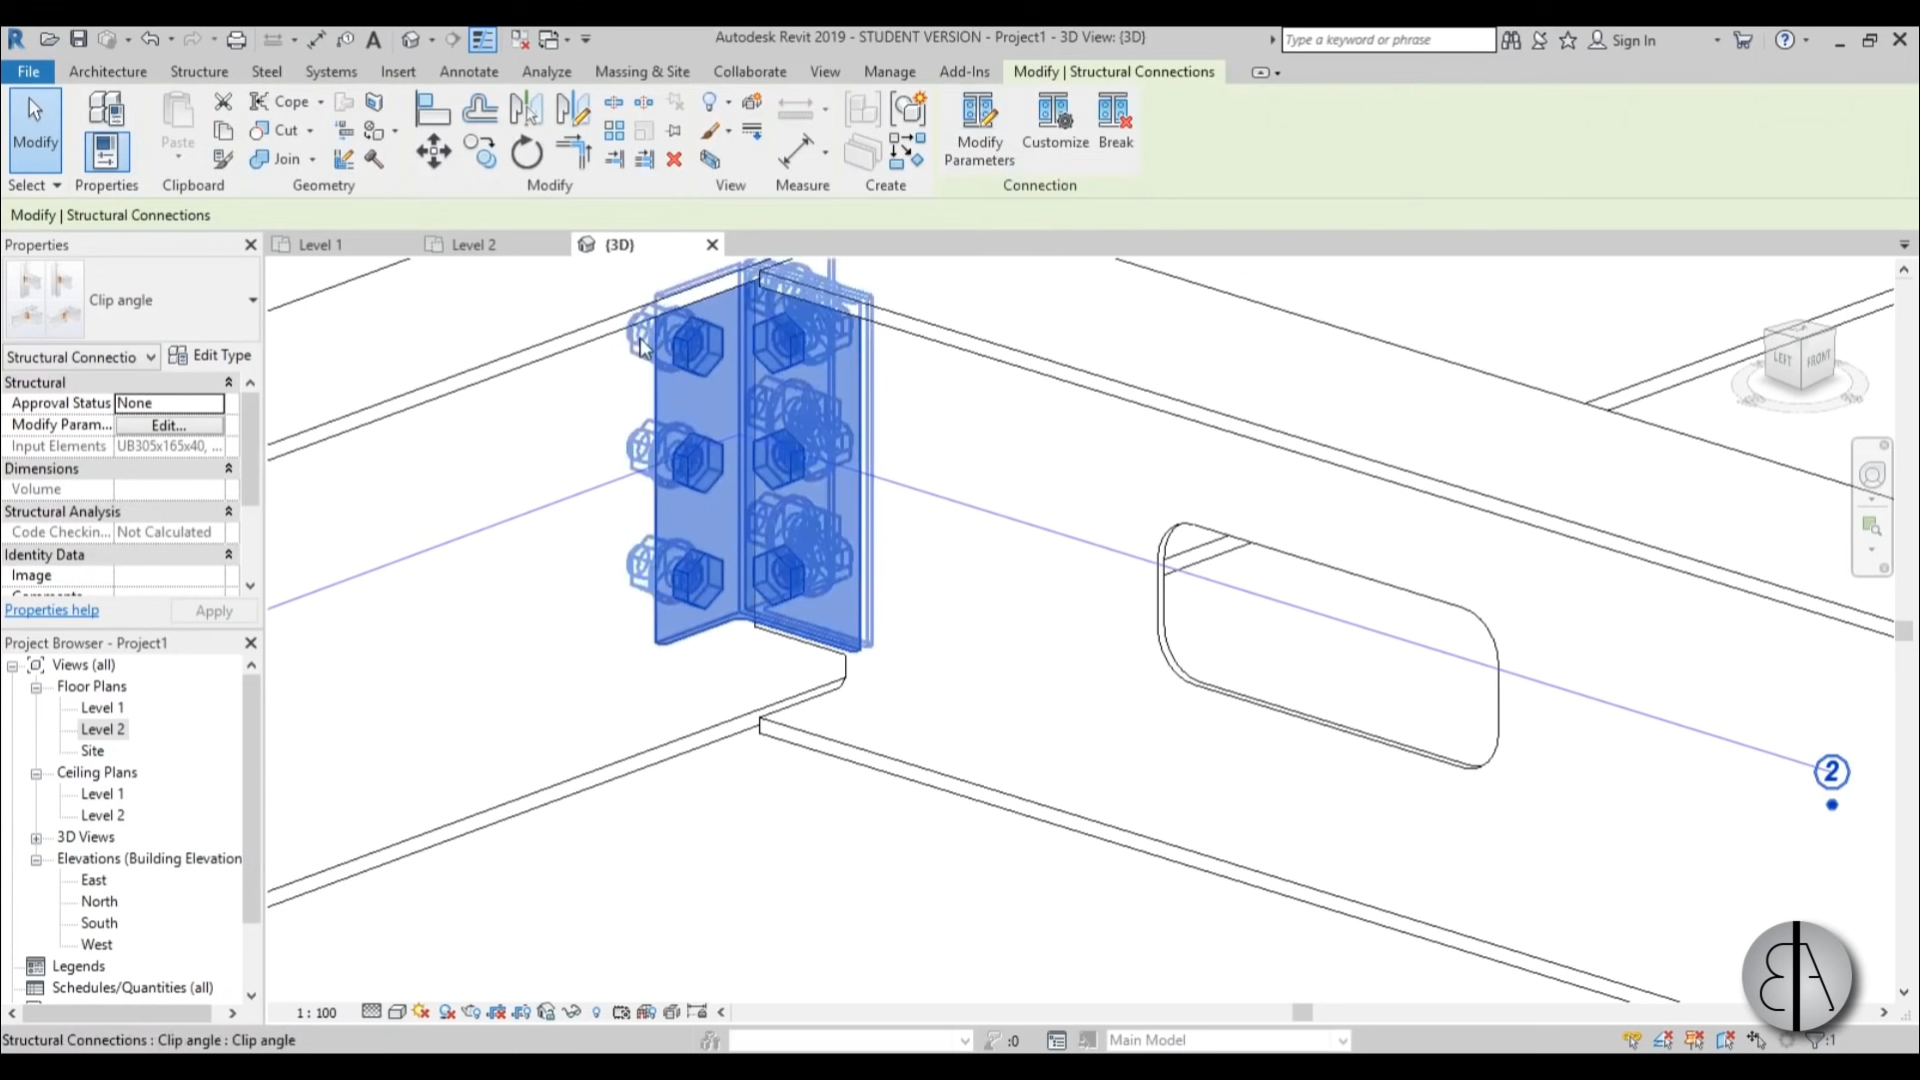 Autodesk Revit 2019 - STUDENT VERSION - Project1 - 3D View: {3D}
Type a keyword or phrase
Sign In
File Architecture Structure Steel Systems Insert Annotate Analyze Massing & Site Collaborate View Manage Add-Ins Modify | Structural Connections
Modify
Paste
Cope
Cut
Join
Modify Parameters
Customize
Break
Select Properties Clipboard Geometry Modify View Measure Create Connection
Modify | Structural Connections
Properties
Level 1
Level 2
{3D}
Clip angle
Structural Connectio
Edit Type
Structural
Approval Status None
Modify Param... Edit...
Input Elements UB305x165x40, ...
Dimensions
Volume
Structural Analysis
Code Checkin... Not Calculated
Identity Data
Image
Properties help
Apply
LEFT
FRONT
2
Project Browser - Project1
Views (all)
Floor Plans
Level 1
Level 2
Site
Ceiling Plans
Level 1
Level 2
3D Views
Elevations (Building Elevation
East
North
South
West
Legends
Schedules/Quantities (all)
1 : 100
Structural Connections : Clip angle : Clip angle
:0
Main Model
:1